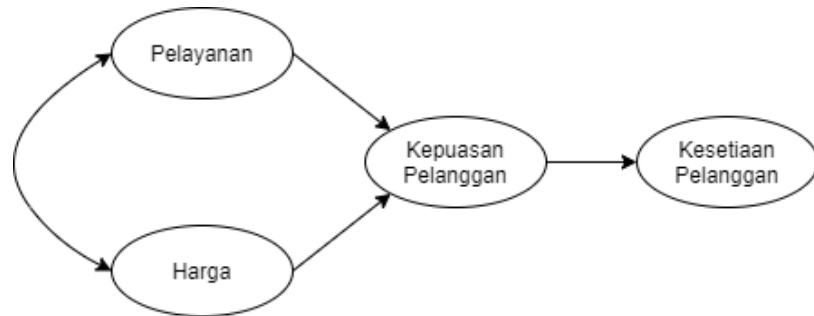 Pelayanan
Kepuasan
Pelanggan
Kesetiaan
Pelanggan
Harga